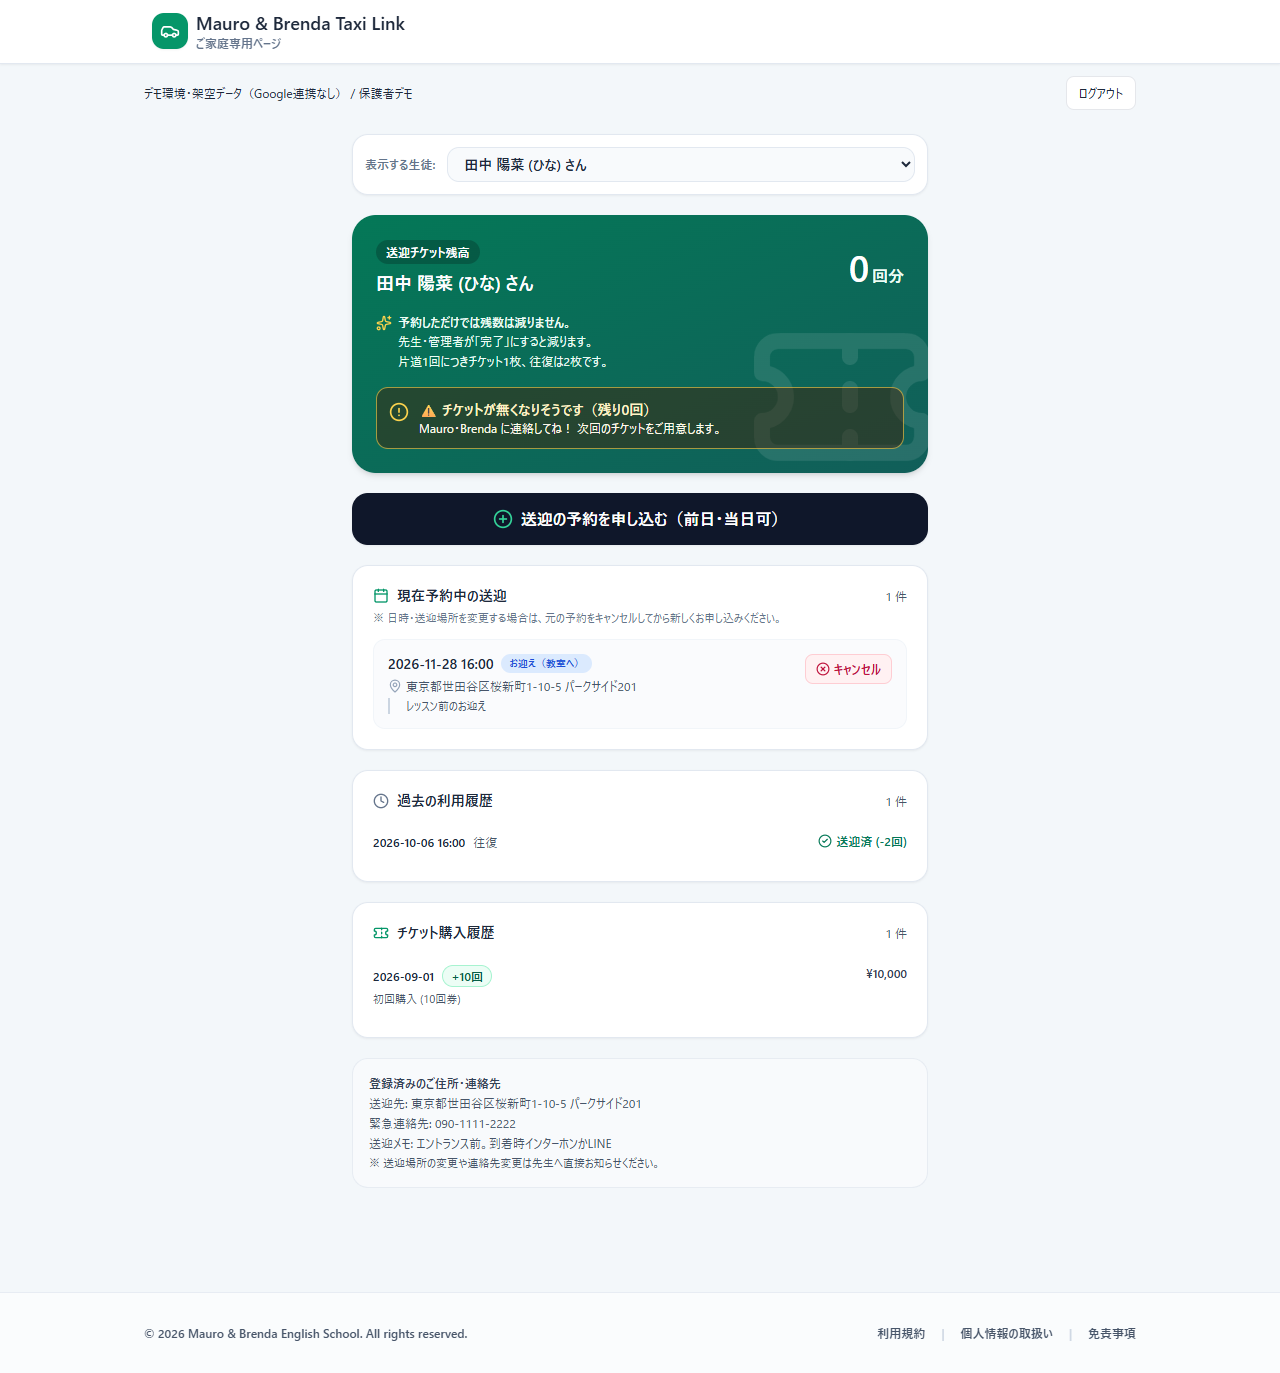 Mauro & Brenda Taxi Link
ご家庭専用ページ
デモ環境・架空データ（Google連携なし） / 保護者デモ
ログアウト
表示する生徒:
田中 陽菜 (ひな) さん
送迎チケット残高
田中 陽菜 (ひな) さん
0回分
予約しただけでは残数は減りません。
先生・管理者が「完了」にすると減ります。
片道1回につきチケット1枚、往復は2枚です。
⚠ チケットが無くなりそうです（残り0回）
Mauro・Brenda に連絡してね！ 次回のチケットをご用意します。
送迎の予約を申し込む（前日・当日可）
現在予約中の送迎
1 件
※ 日時・送迎場所を変更する場合は、元の予約をキャンセルしてから新しくお申し込みください。
2026-11-28 16:00 お迎え（教室へ）
キャンセル
東京都世田谷区桜新町1-10-5 パークサイド201
レッスン前のお迎え
過去の利用履歴
1 件
2026-10-06 16:00 往復
送迎済 (-2回)
チケット購入履歴
1 件
2026-09-01 +10回
¥10,000
初回購入 (10回券)
登録済みのご住所・連絡先
送迎先: 東京都世田谷区桜新町1-10-5 パークサイド201
緊急連絡先: 090-1111-2222
送迎メモ: エントランス前。到着時インターホンかLINE
※ 送迎場所の変更や連絡先変更は先生へ直接お知らせください。
© 2026 Mauro & Brenda English School. All rights reserved.
利用規約 | 個人情報の取扱い | 免責事項